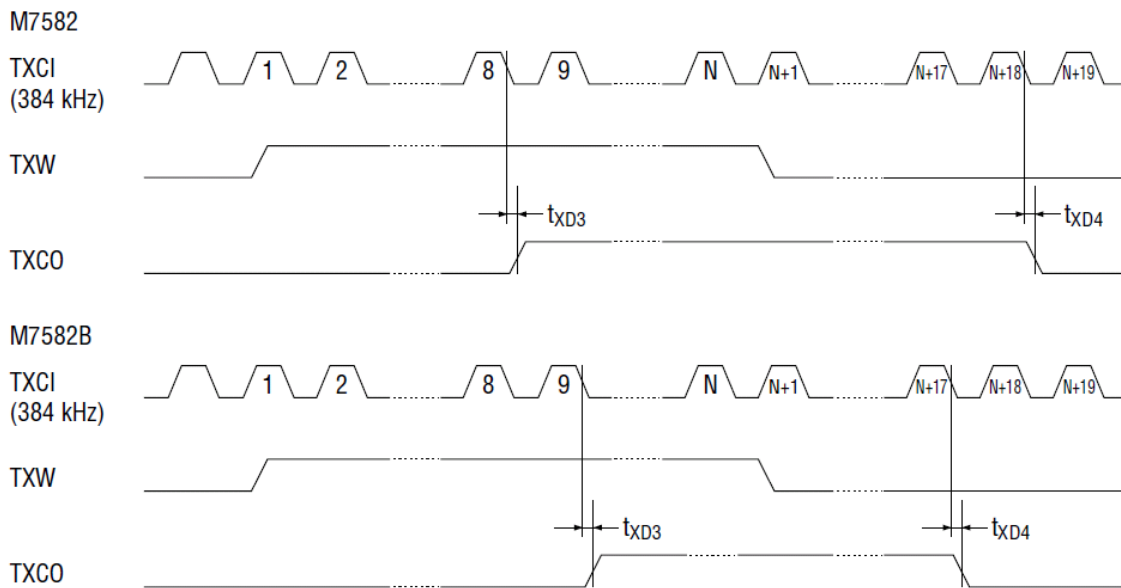 M7582
TXCI 1 2 8 9 N N+1 N+17 N+18 N+19
(384 kHz)
TXW
tXD3 tXD4
TXCO
M7582B
TXCI 1 2 8 9 N N+1 N+17 N+18 N+19
(384 kHz)
TXW
tXD3 tXD4
TXCO